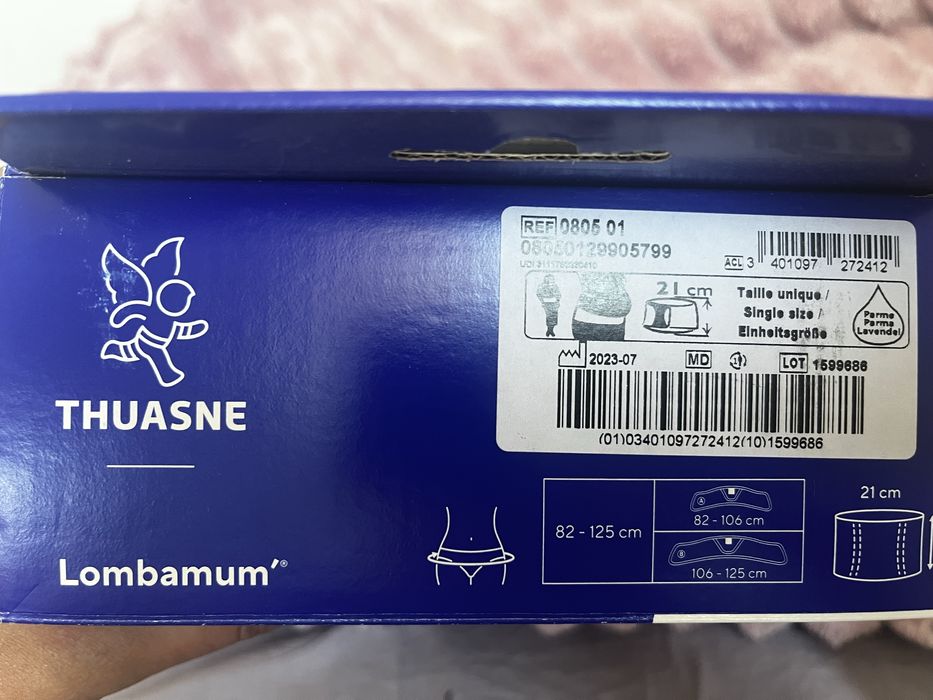 THUASNE
Lombamum'®
REF 0805 01
08050129905799
ACL 3 401097 272412
21 cm
Taille unique /
Single size /
Einheitsgröße
Parme
Parma
Lavendel
2023-07 MD LOT 1599686
(01)03401097272412(10)1599686
82 - 125 cm
A
82 - 106 cm
B
106 - 125 cm
21 cm